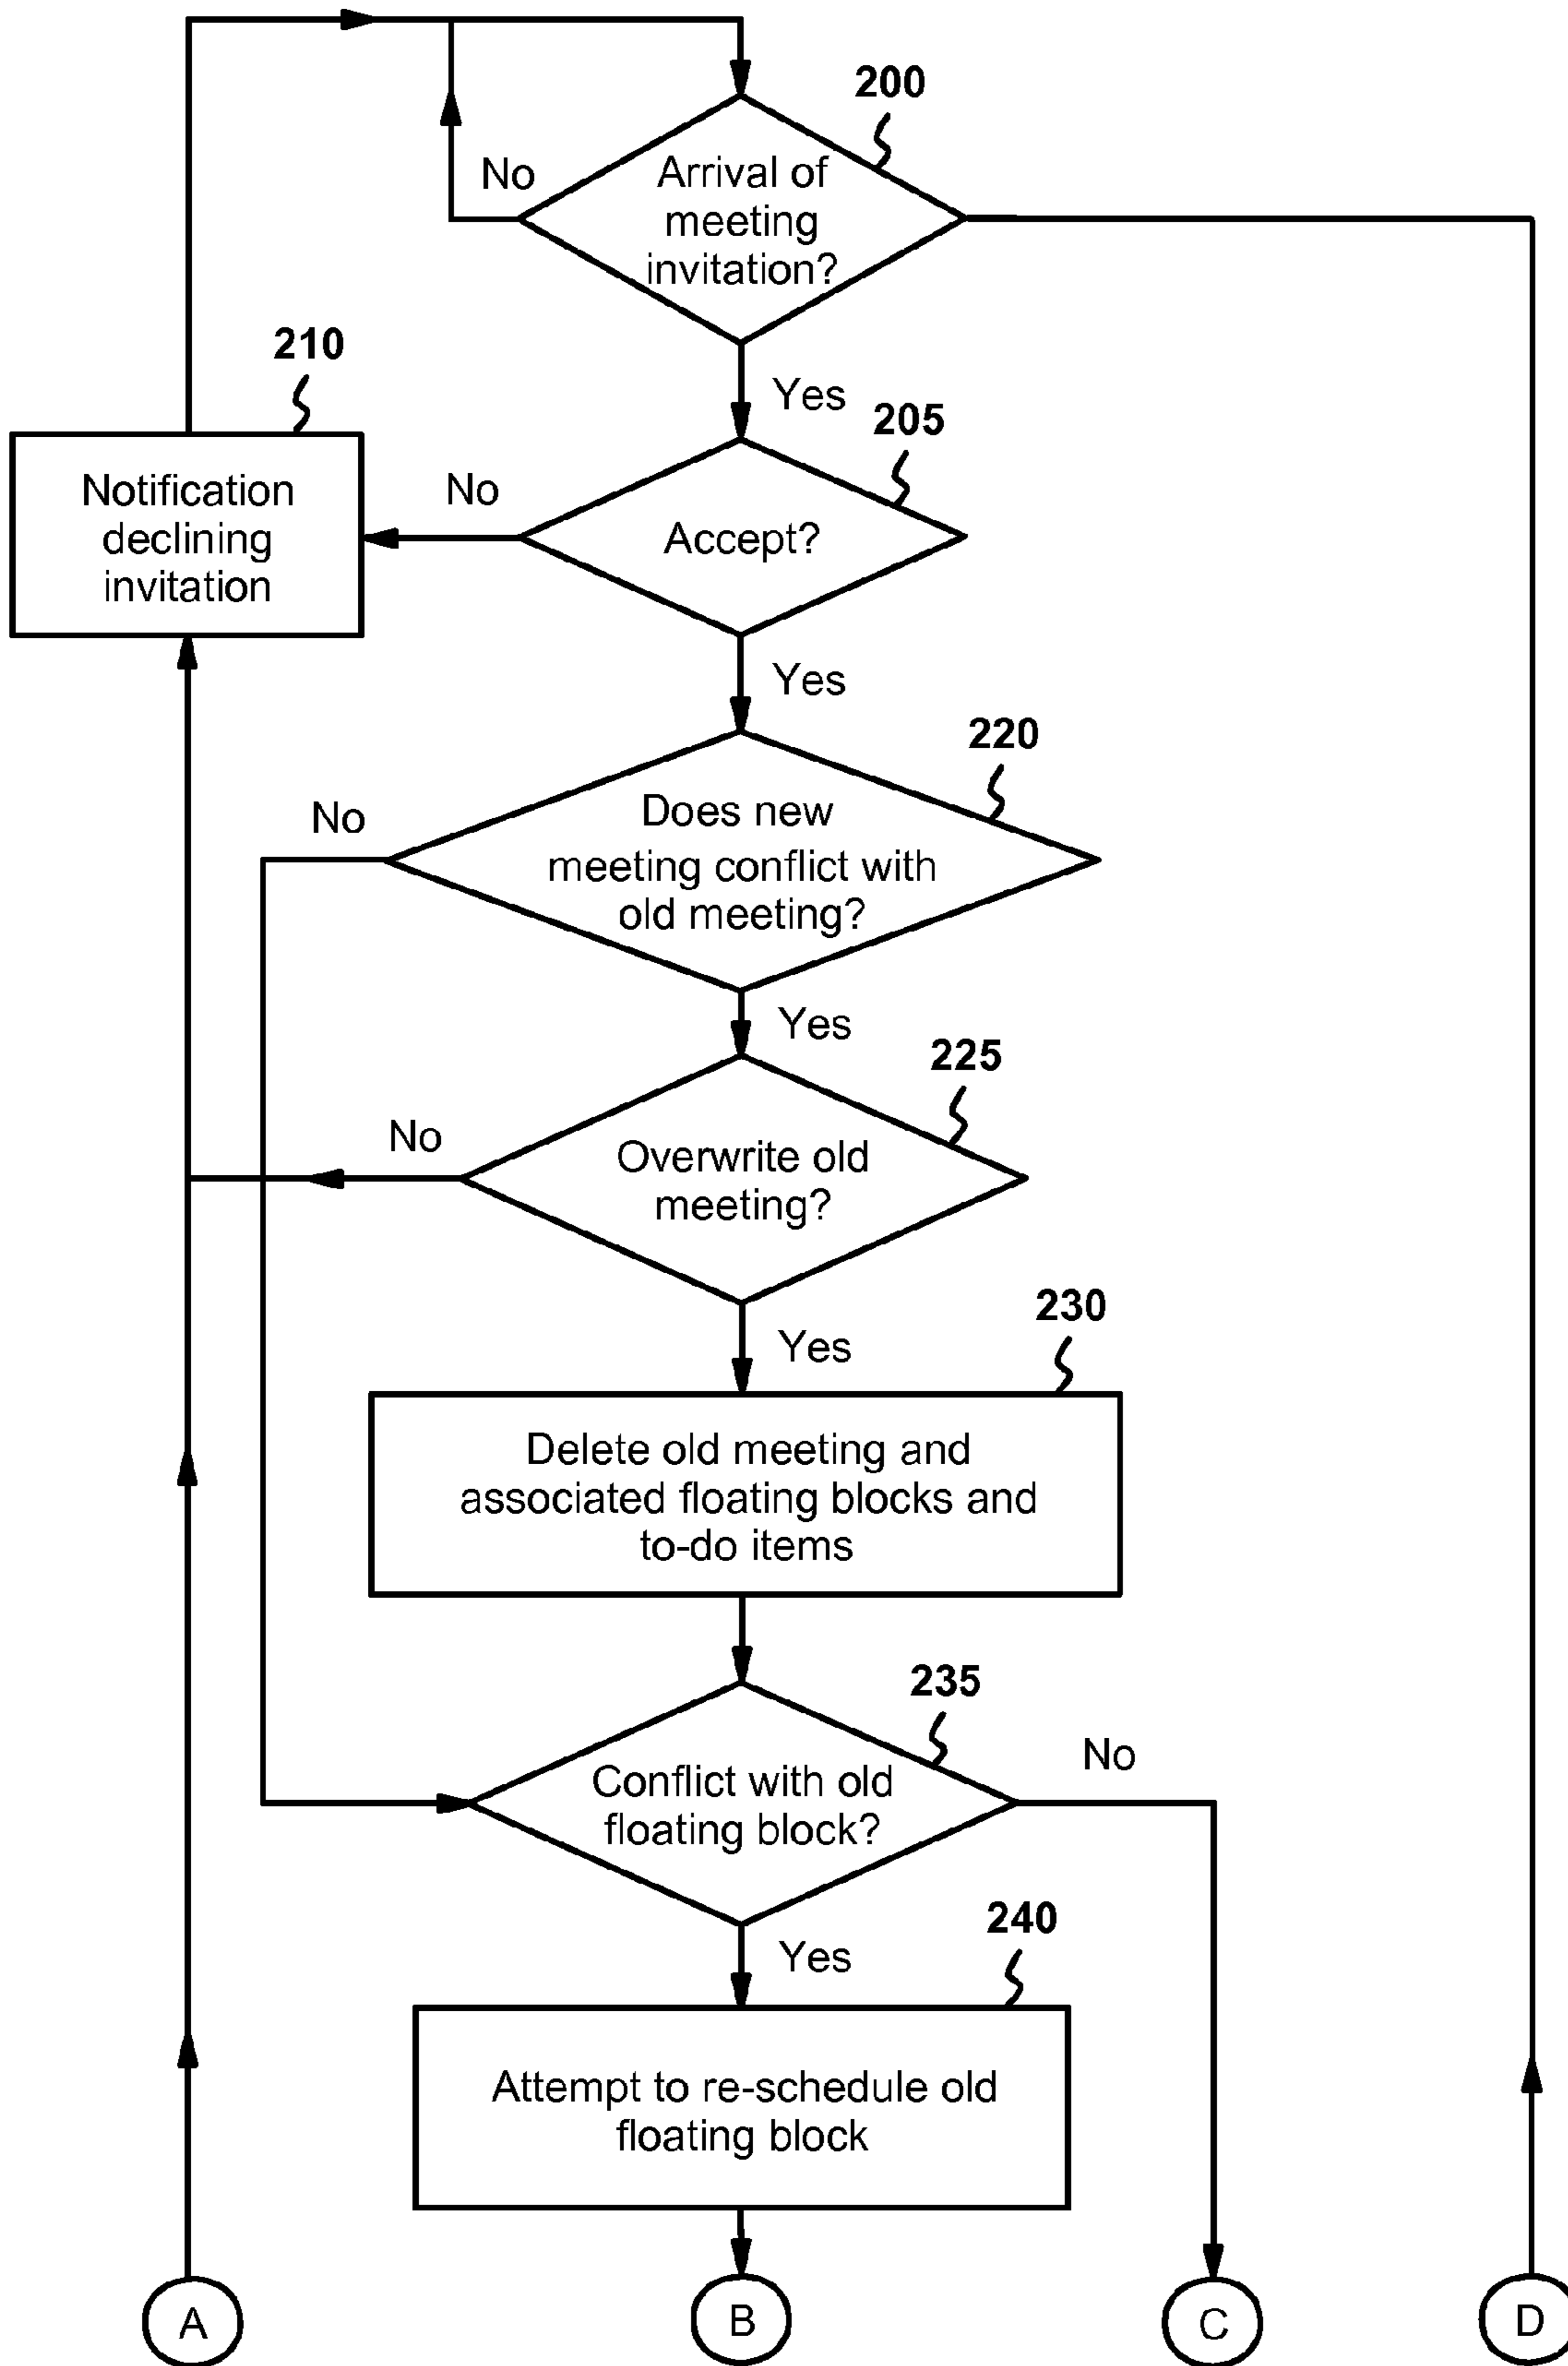 200
No
Arrival of
meeting
invitation?
210
Yes
205
Notification
declining
invitation
No
Accept?
Yes
220
No
Does new
meeting conflict with
old meeting?
Yes
225
No
Overwrite old
meeting?
Yes
230
Delete old meeting and
associated floating blocks and
to-do items
235
No
Conflict with old
floating block?
240
Yes
Attempt to re-schedule old
floating block
A
B
C
D